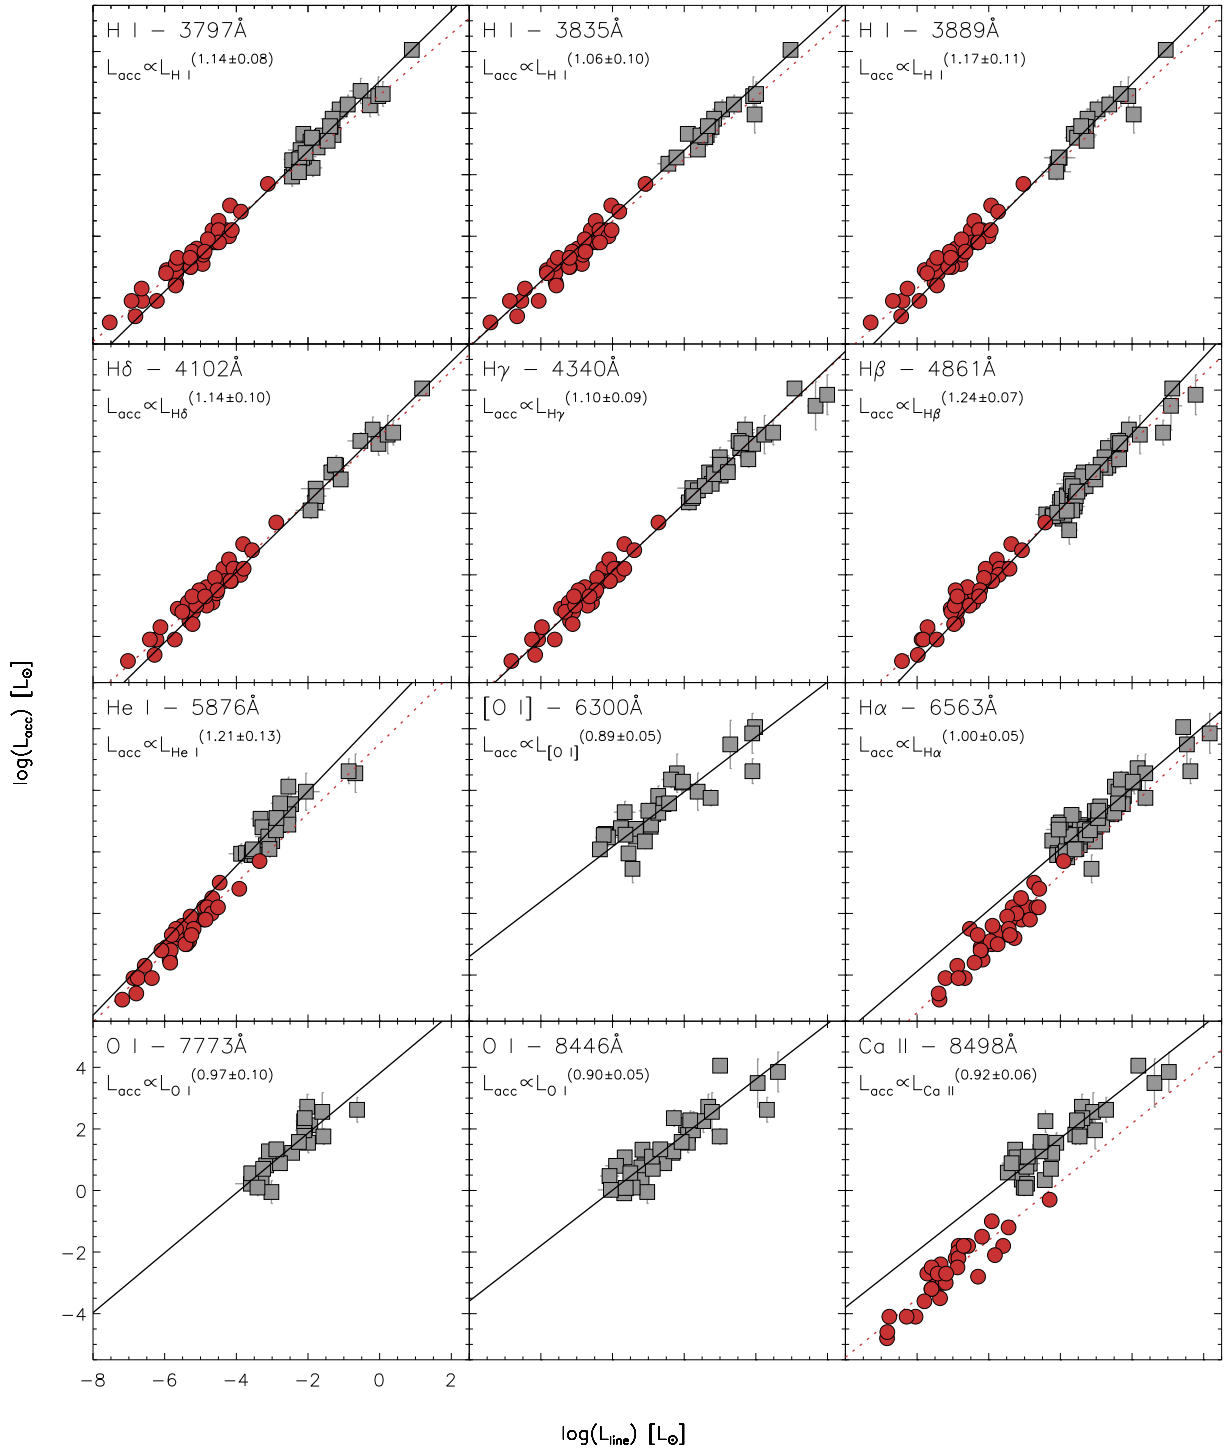 H I – 3797Å
L_acc∝L_H I^(1.14±0.08)
H I – 3835Å
L_acc∝L_H I^(1.06±0.10)
H I – 3889Å
L_acc∝L_H I^(1.17±0.11)
Hδ – 4102Å
L_acc∝L_Hδ^(1.14±0.10)
Hγ – 4340Å
L_acc∝L_Hγ^(1.10±0.09)
Hβ – 4861Å
L_acc∝L_Hβ^(1.24±0.07)
log(L_acc) [L_⊙]
He I – 5876Å
L_acc∝L_He I^(1.21±0.13)
[O I] – 6300Å
L_acc∝L_[O I]^(0.89±0.05)
Hα – 6563Å
L_acc∝L_Hα^(1.00±0.05)
O I – 7773Å
L_acc∝L_O I^(0.97±0.10)
O I – 8446Å
L_acc∝L_O I^(0.90±0.05)
Ca II – 8498Å
L_acc∝L_Ca II^(0.92±0.06)
4
2
0
−2
−4
−8 −6 −4 −2 0 2
log(L_line) [L_⊙]